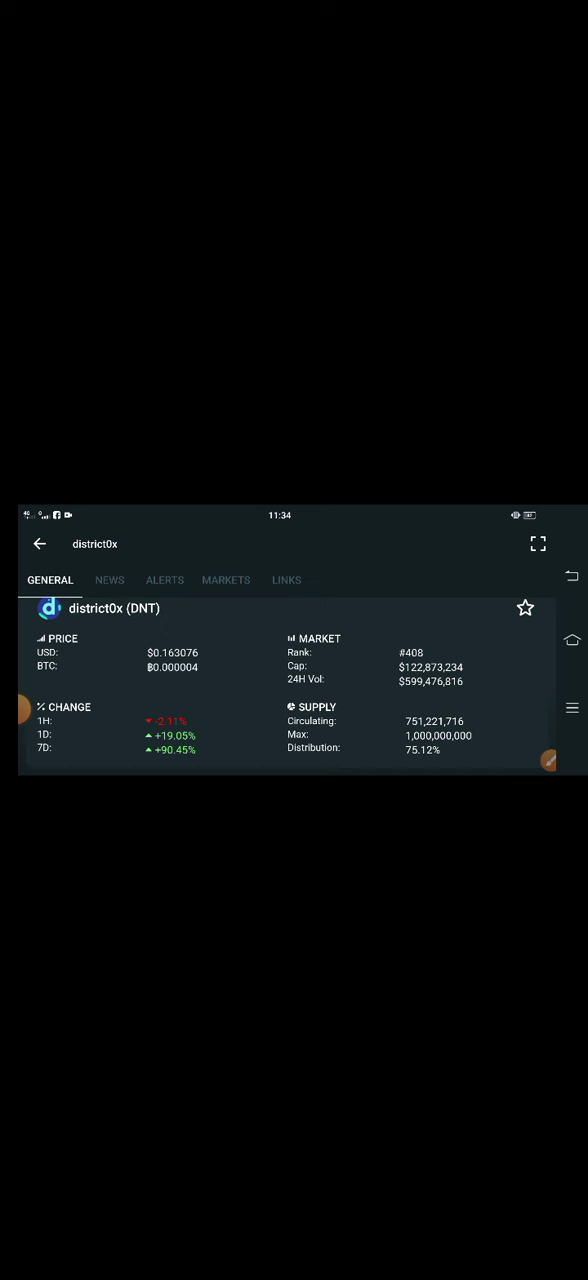 11:34
district0x
GENERAL NEWS ALERTS MARKETS LINKS
district0x (DNT)
PRICE
USD: $0.163076
BTC: ₿0.000004
MARKET
Rank: #408
Cap: $122,873,234
24H Vol: $599,476,816
CHANGE
1H: -2.11%
1D: +19.05%
7D: +90.45%
SUPPLY
Circulating: 751,221,716
Max: 1,000,000,000
Distribution: 75.12%